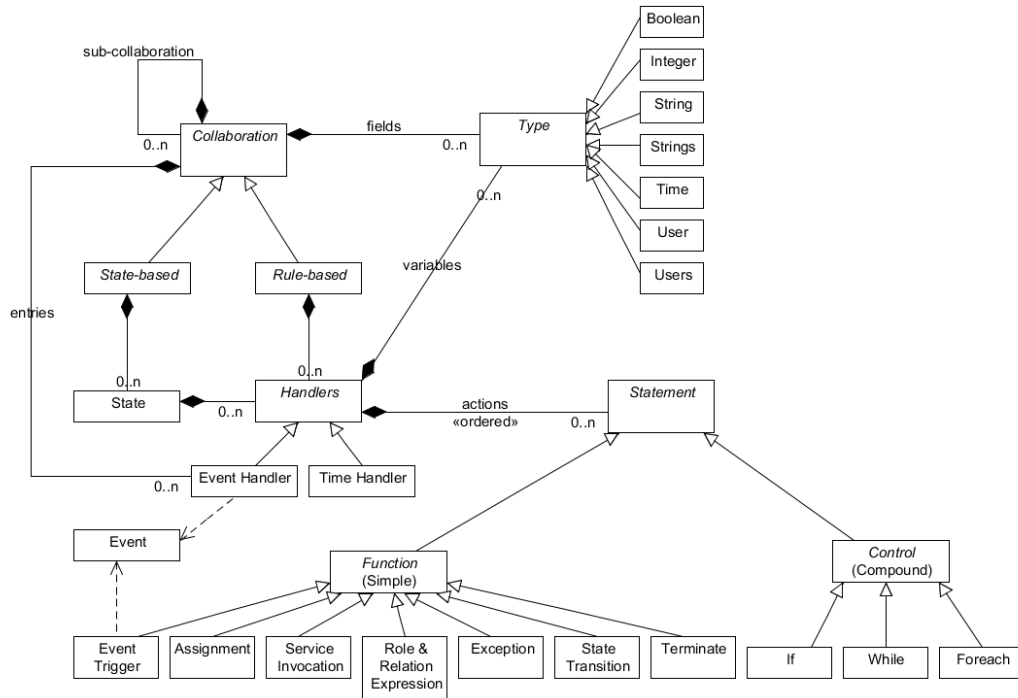 Boolean
sub-collaboration
Integer
String
Collaboration
fields
Type
0..n
0..n
Strings
Time
0..n
User
State-based
Rule-based
variables
Users
entries
0..n
0..n
State
0..n
Handlers
actions
«ordered»
0..n
Statement
0..n
Event Handler
Time Handler
Event
Function
(Simple)
Control
(Compound)
Event
Trigger
Assignment
Service
Invocation
Role &
Relation
Expression
Exception
State
Transition
Terminate
If
While
Foreach